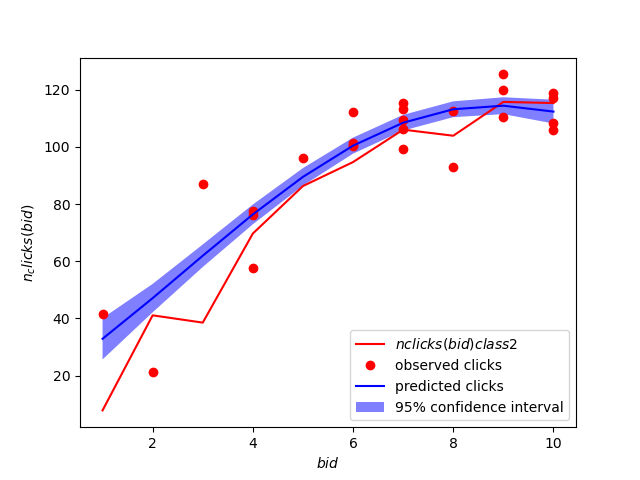 120
100
80
60
40
20
n_clicks(bid)
nclicks(bid)class2
observed clicks
predicted clicks
95% confidence interval
2
4
6
8
10
bid